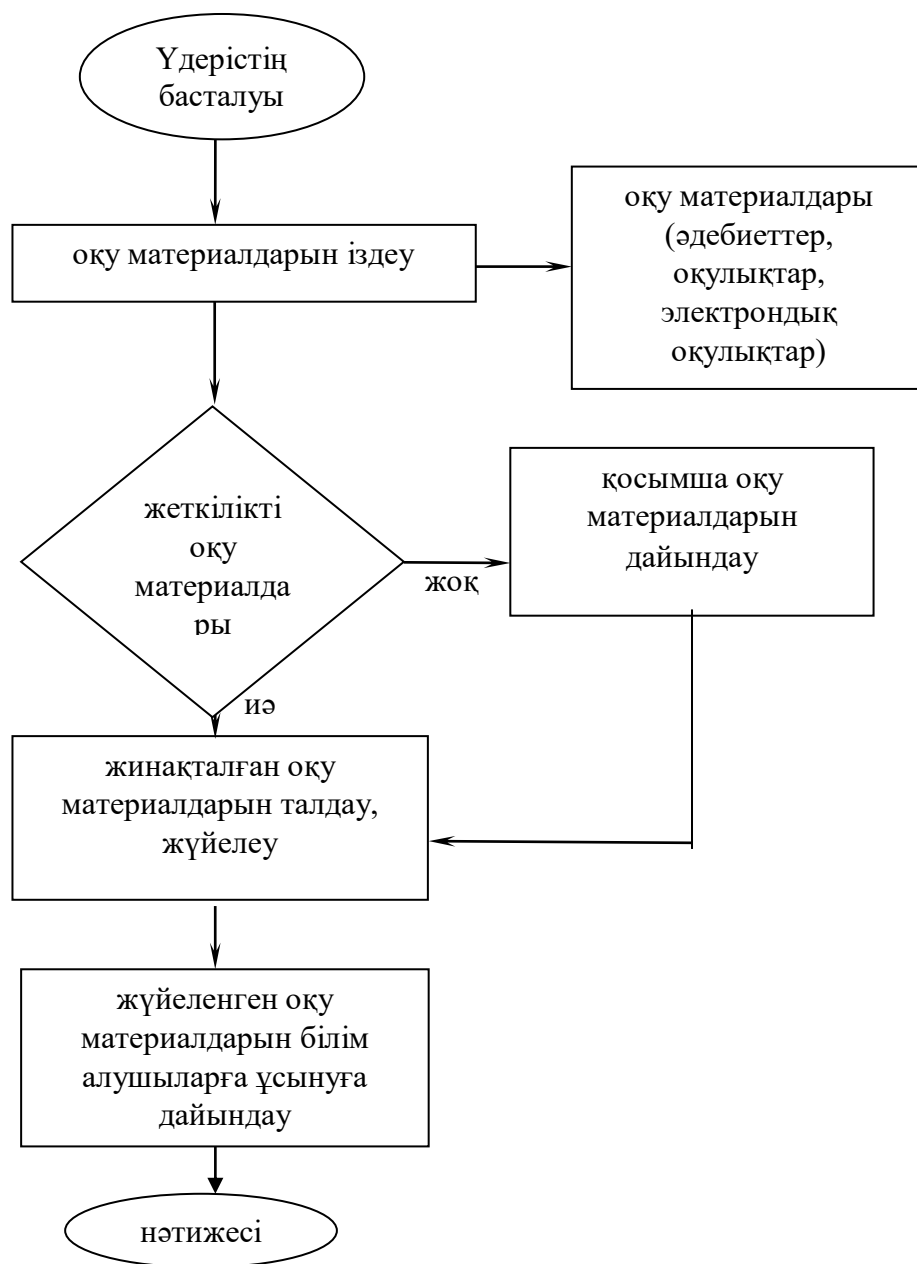 Үдерістің
басталуы
оқу материалдарын іздеу
оқу материалдары
(әдебиеттер,
оқулықтар,
электрондық
оқулықтар)
жеткілікті
оқу
материалда
ры
жоқ
қосымша оқу
материалдарын
дайындау
иә
жинақталған оқу
материалдарын талдау,
жүйелеу
жүйеленген оқу
материалдарын білім
алушыларға ұсынуға
дайындау
нәтижесі